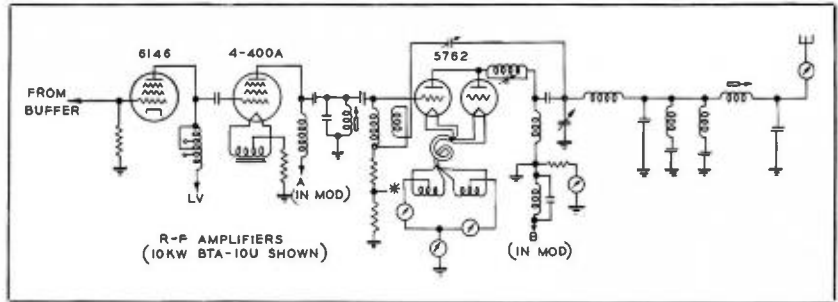 6146
4-400A
5762
FROM
BUFFER
LV
A
(IN MOD)
*
B
(IN MOD)
R-F AMPLIFIERS
(10KW BTA-10U SHOWN)